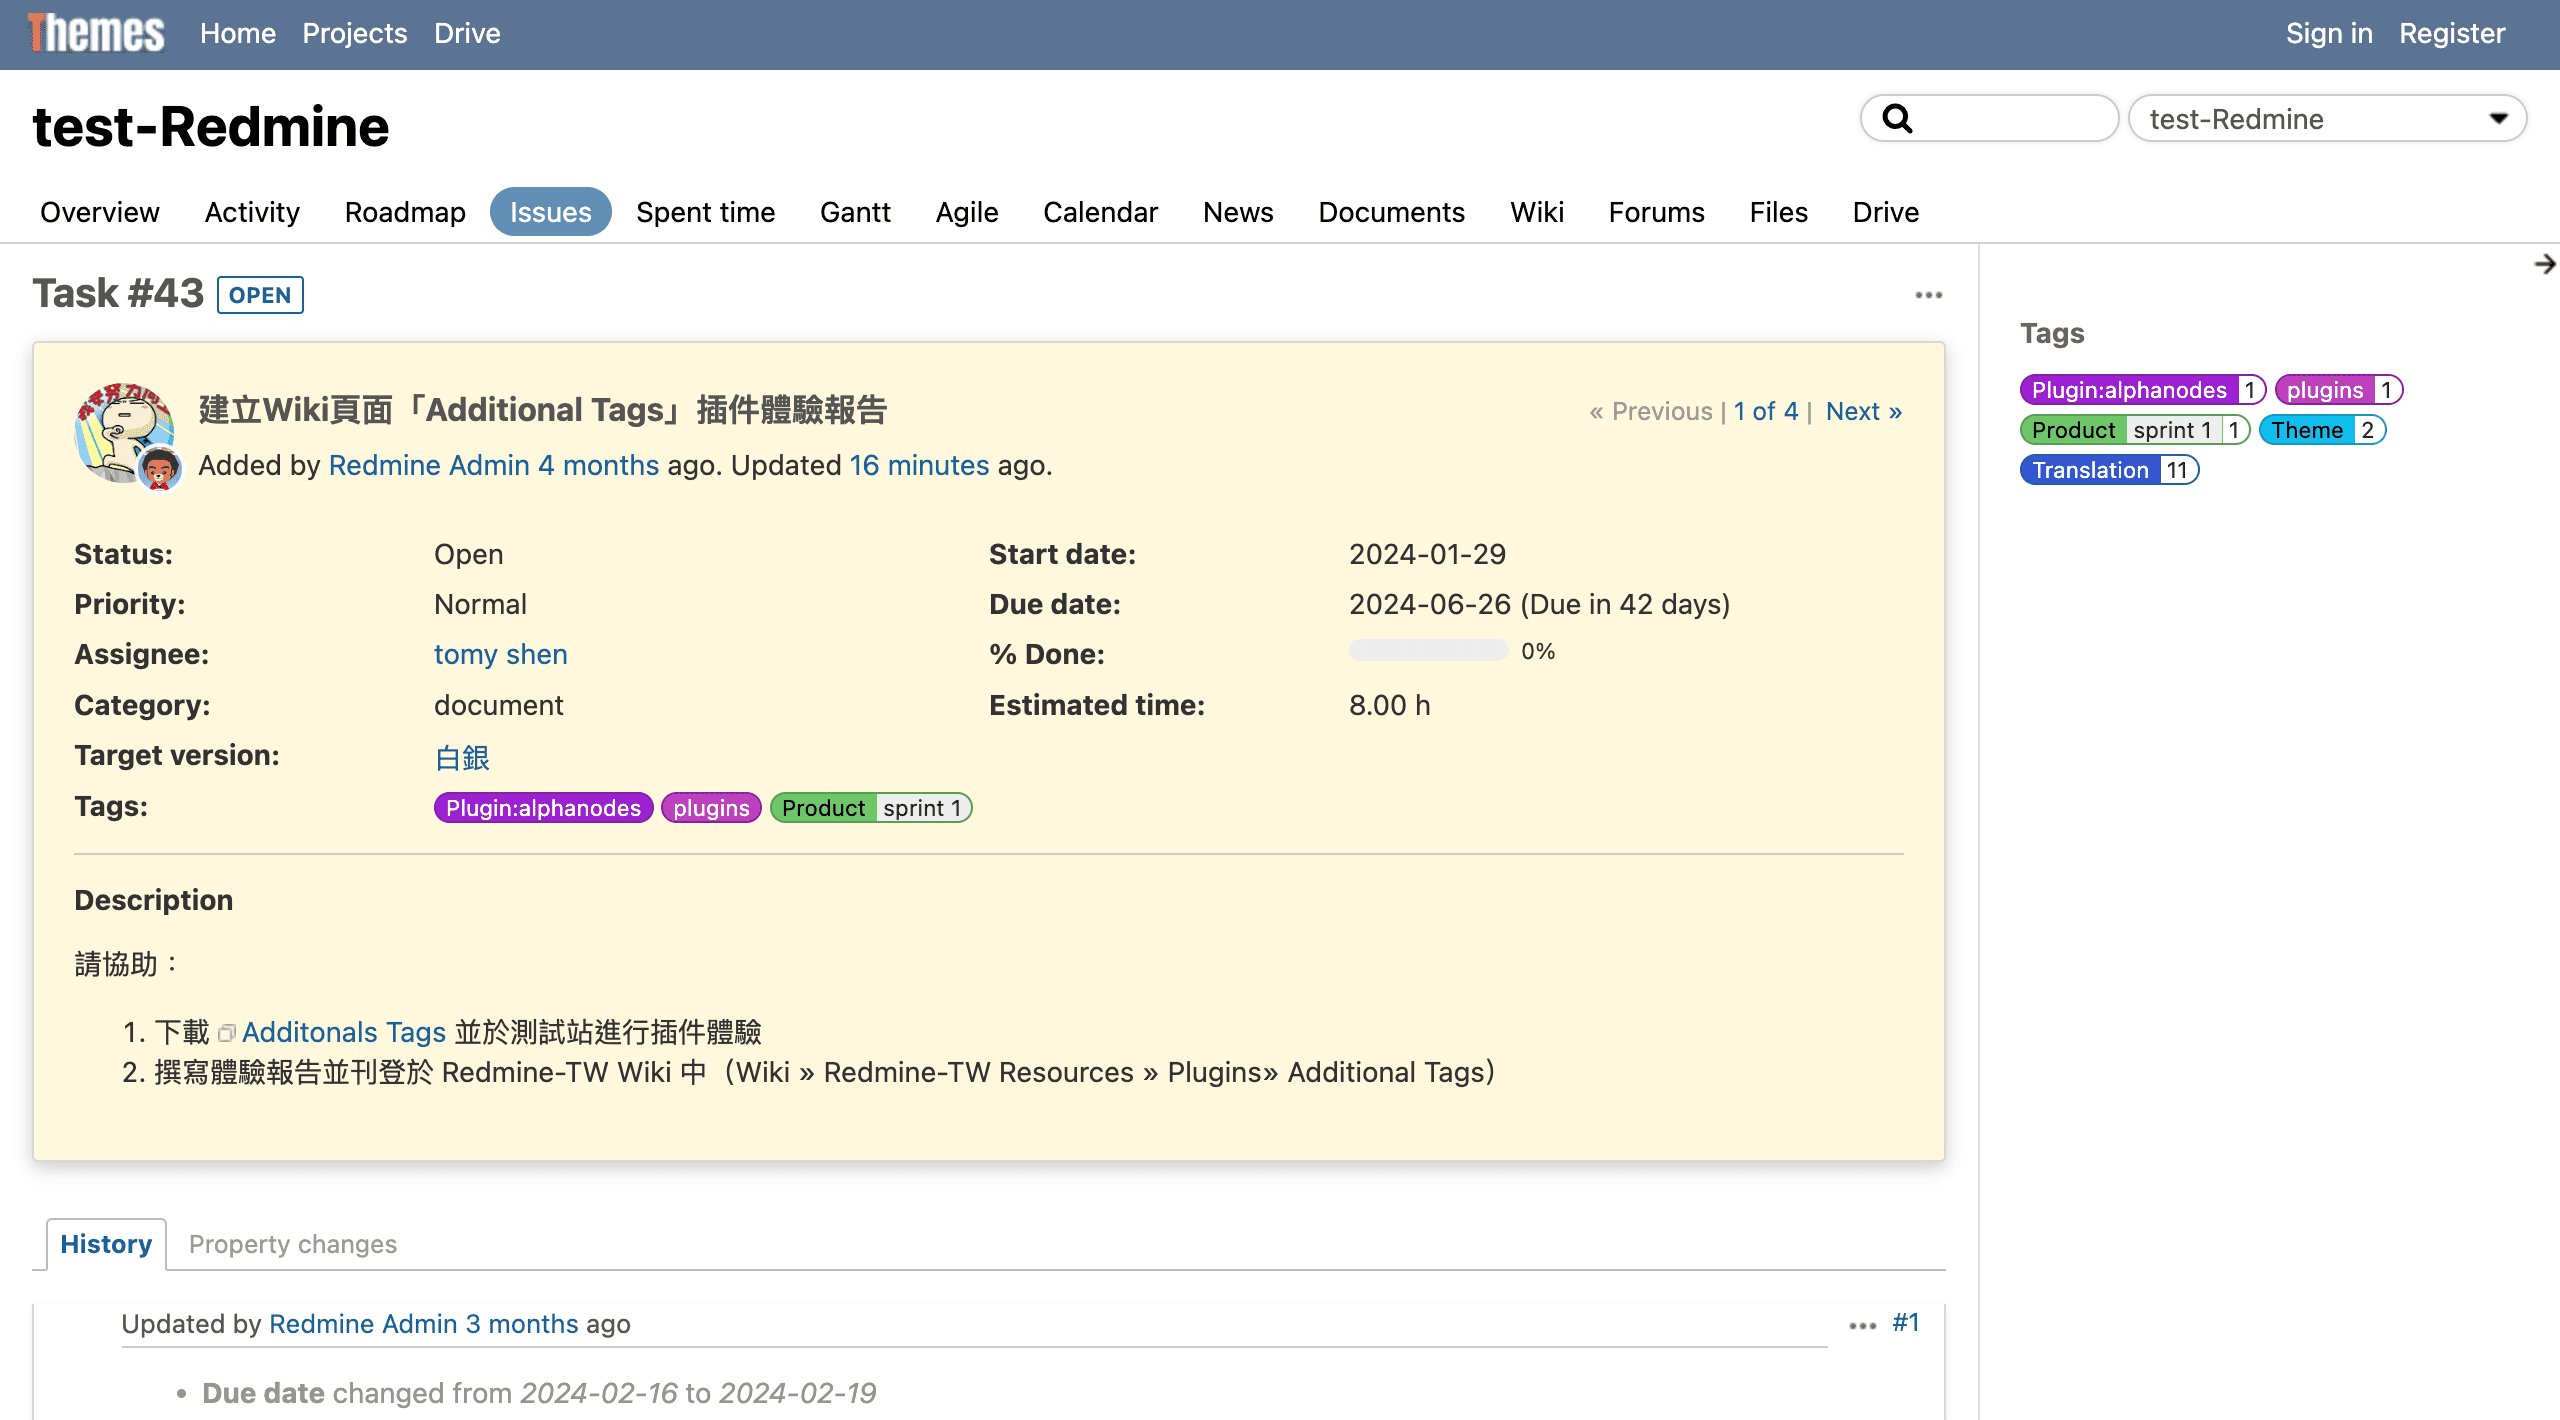 Themes Home Projects Drive Sign in Register
test-Redmine
test-Redmine
Overview Activity Roadmap Issues Spent time Gantt Agile Calendar News Documents Wiki Forums Files Drive
Task #43 OPEN
建立Wiki頁面「Additional Tags」插件體驗報告
« Previous | 1 of 4 | Next »
Added by Redmine Admin 4 months ago. Updated 16 minutes ago.
Status: Open
Start date: 2024-01-29
Priority: Normal
Due date: 2024-06-26 (Due in 42 days)
Assignee: tomy shen
% Done: 0%
Category: document
Estimated time: 8.00 h
Target version: 白銀
Tags: Plugin:alphanodes plugins Product sprint 1
Description
請協助：
1. 下載 Additonals Tags 並於測試站進行插件體驗
2. 撰寫體驗報告並刊登於 Redmine-TW Wiki 中（Wiki » Redmine-TW Resources » Plugins» Additional Tags）
History Property changes
Updated by Redmine Admin 3 months ago
#1
• Due date changed from 2024-02-16 to 2024-02-19
Tags
Plugin:alphanodes 1 plugins 1
Product sprint 1 1 Theme 2
Translation 11